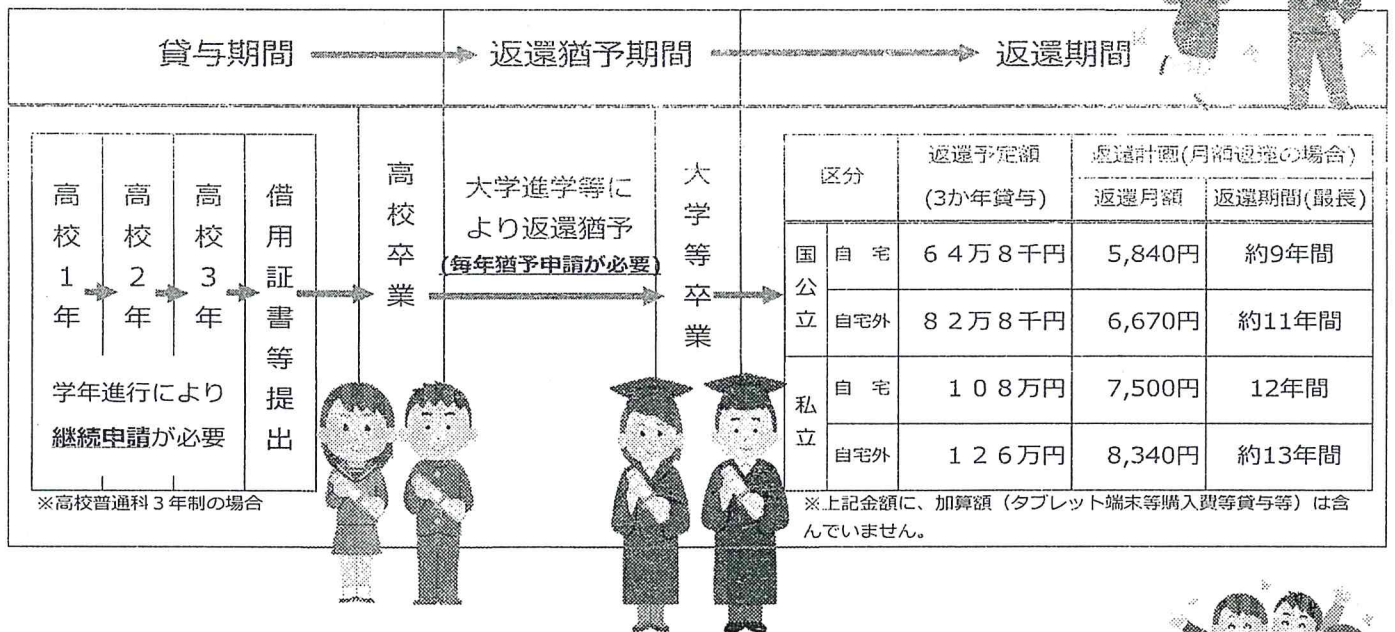 貸与期間
返還猶予期間
返還期間
高校1年
高校2年
高校3年
借用証書等提出
学年進行により
継続申請が必要
※高校普通科3年制の場合
高校卒業
大学進学等に
より返還猶予
(毎年猶予申請が必要)
大学等卒業
区分
返還予定額
(3か年貸与)
返還計画(月額返還の場合)
返還月額
返還期間(最長)
国公立
自 宅
64万8千円
5,840円
約9年間
自宅外
82万8千円
6,670円
約11年間
私立
自 宅
108万円
7,500円
12年間
自宅外
126万円
8,340円
約13年間
※上記金額に、加算額(タブレット端末等購入費等貸与等)は含
んでいません。